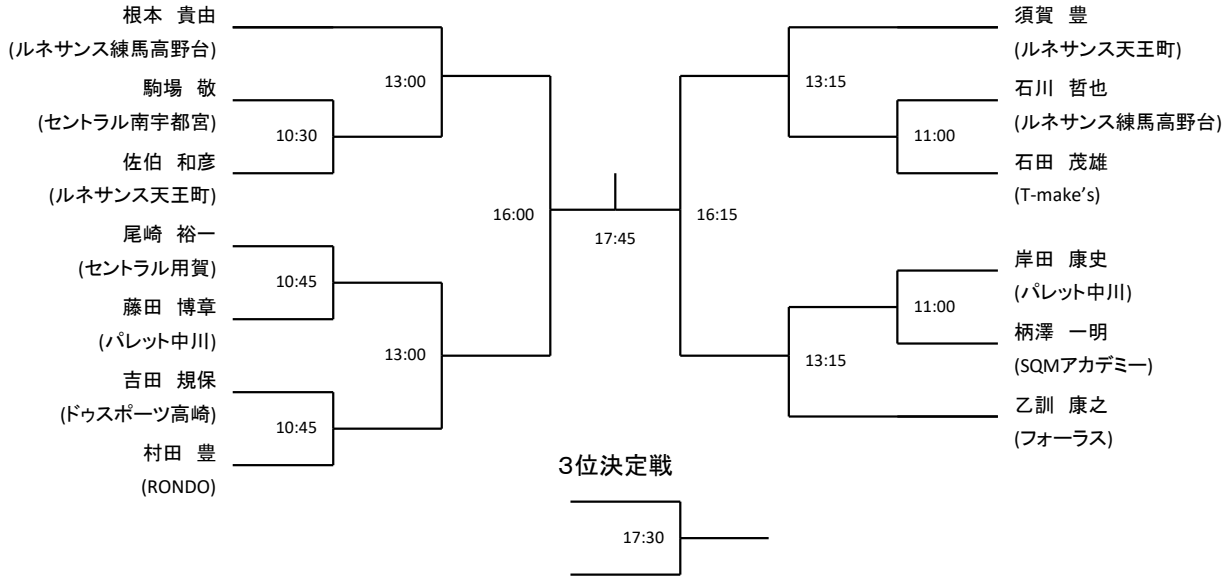 根本　貴由
(ルネサンス練馬高野台)
駒場　敬
(セントラル南宇都宮)
佐伯　和彦
(ルネサンス天王町)
尾崎　裕一
(セントラル用賀)
藤田　博章
(パレット中川)
吉田　規保
(ドゥスポーツ高崎)
村田　豊
(RONDO)
10:30
10:45
10:45
13:00
13:00
16:00
17:45
16:15
13:15
13:15
11:00
11:00
須賀　豊
(ルネサンス天王町)
石川　哲也
(ルネサンス練馬高野台)
石田　茂雄
(T-make's)
岸田　康史
(パレット中川)
柄澤　一明
(SQMアカデミー)
乙訓　康之
(フォーラス)
３位決定戦
17:30